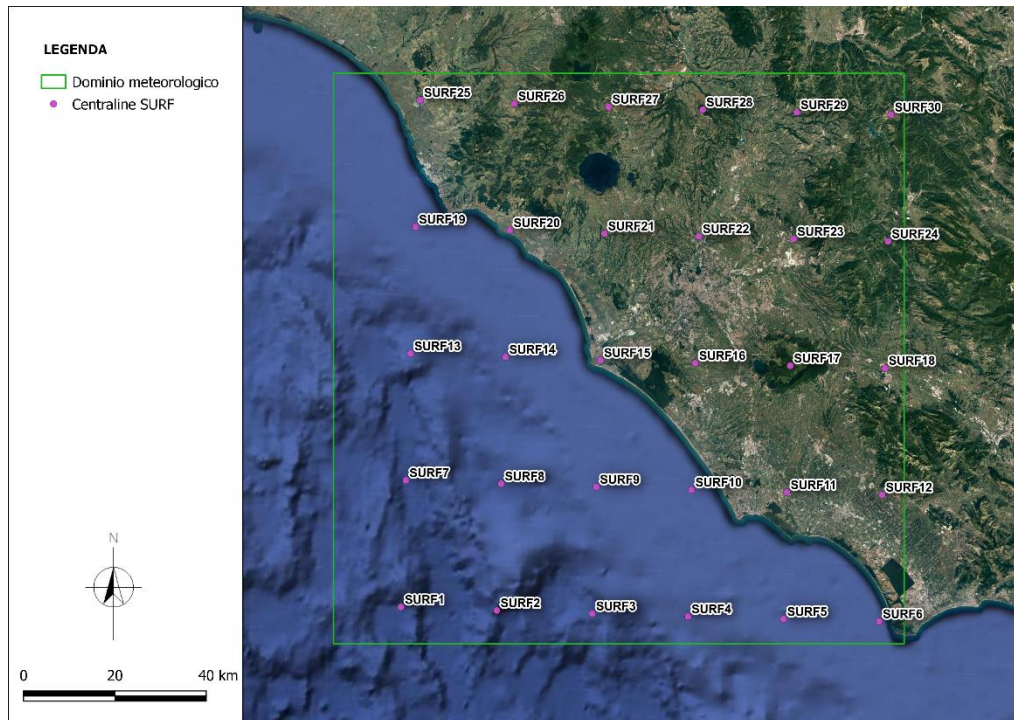 LEGENDA
Dominio meteorologico
Centraline SURF
SURF25
SURF26
SURF27
SURF28
SURF29
SURF30
SURF19
SURF20
SURF21
SURF22
SURF23
SURF24
SURF13
SURF14
SURF15
SURF16
SURF17
SURF18
SURF7
SURF8
SURF9
SURF10
SURF11
SURF12
SURF1
SURF2
SURF3
SURF4
SURF5
SURF6
N
0 20 40 km